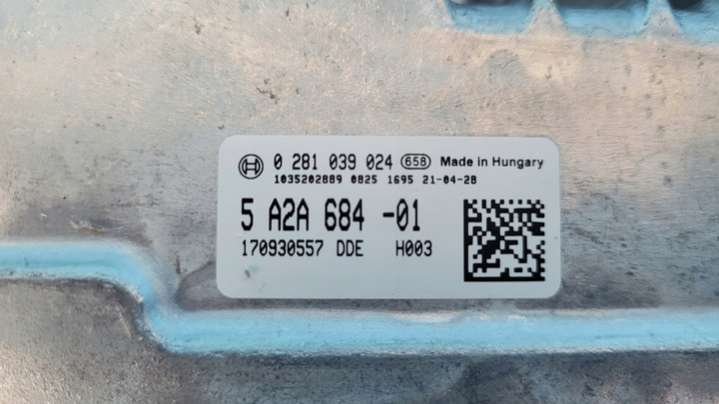 0 281 039 024 658 Made in Hungary
1035202889 0825 1695 21-04-28
5 A2A 684 -01
170930557 DDE H003